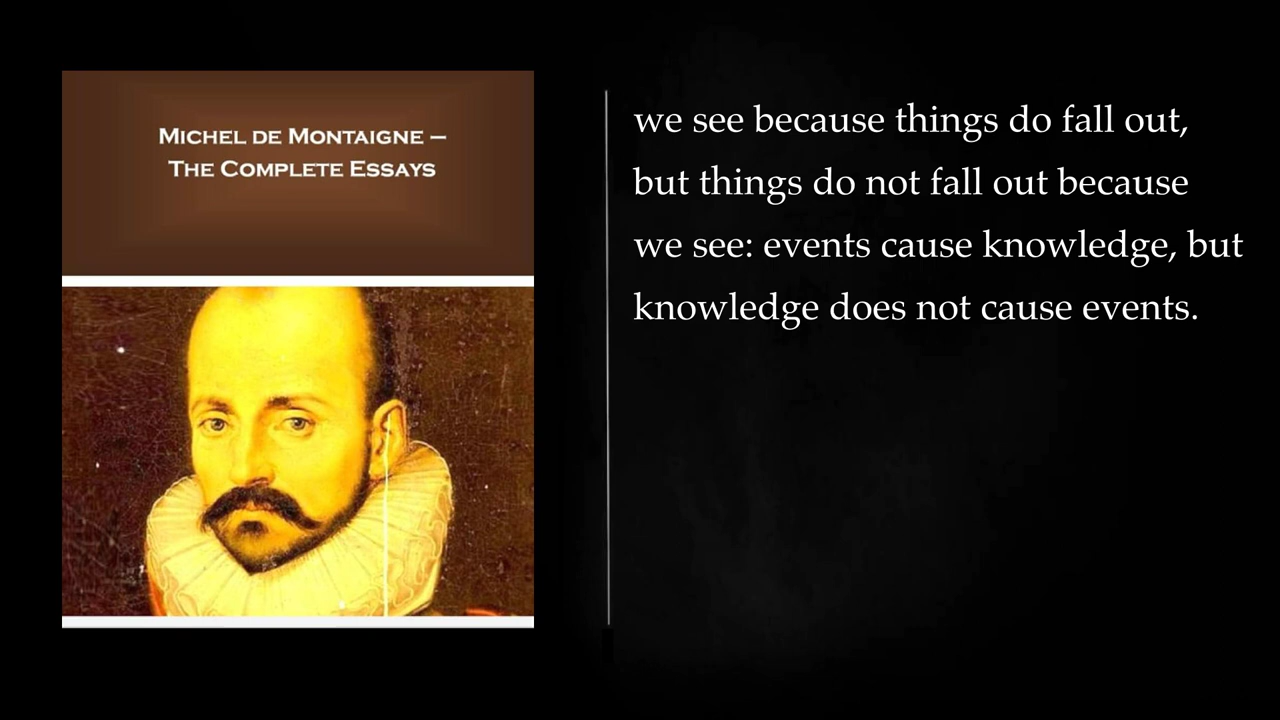 MICHEL DE MONTAIGNE –
THE COMPLETE ESSAYS
we see because things do fall out,
but things do not fall out because
we see: events cause knowledge, but
knowledge does not cause events.